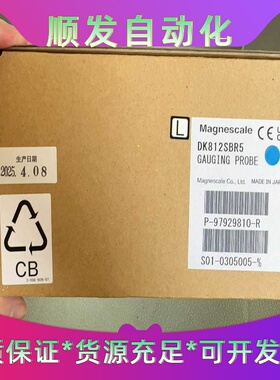 顺发自动化
L
Magnescale CE
DK812SBR5
GAUGING PROBE
Magnescale Co., Ltd. MADE IN JAPAN
生产日期
2025.4.08
P-97929810-R
S01-0305005-%
CB
质保证*货源充足*可开发